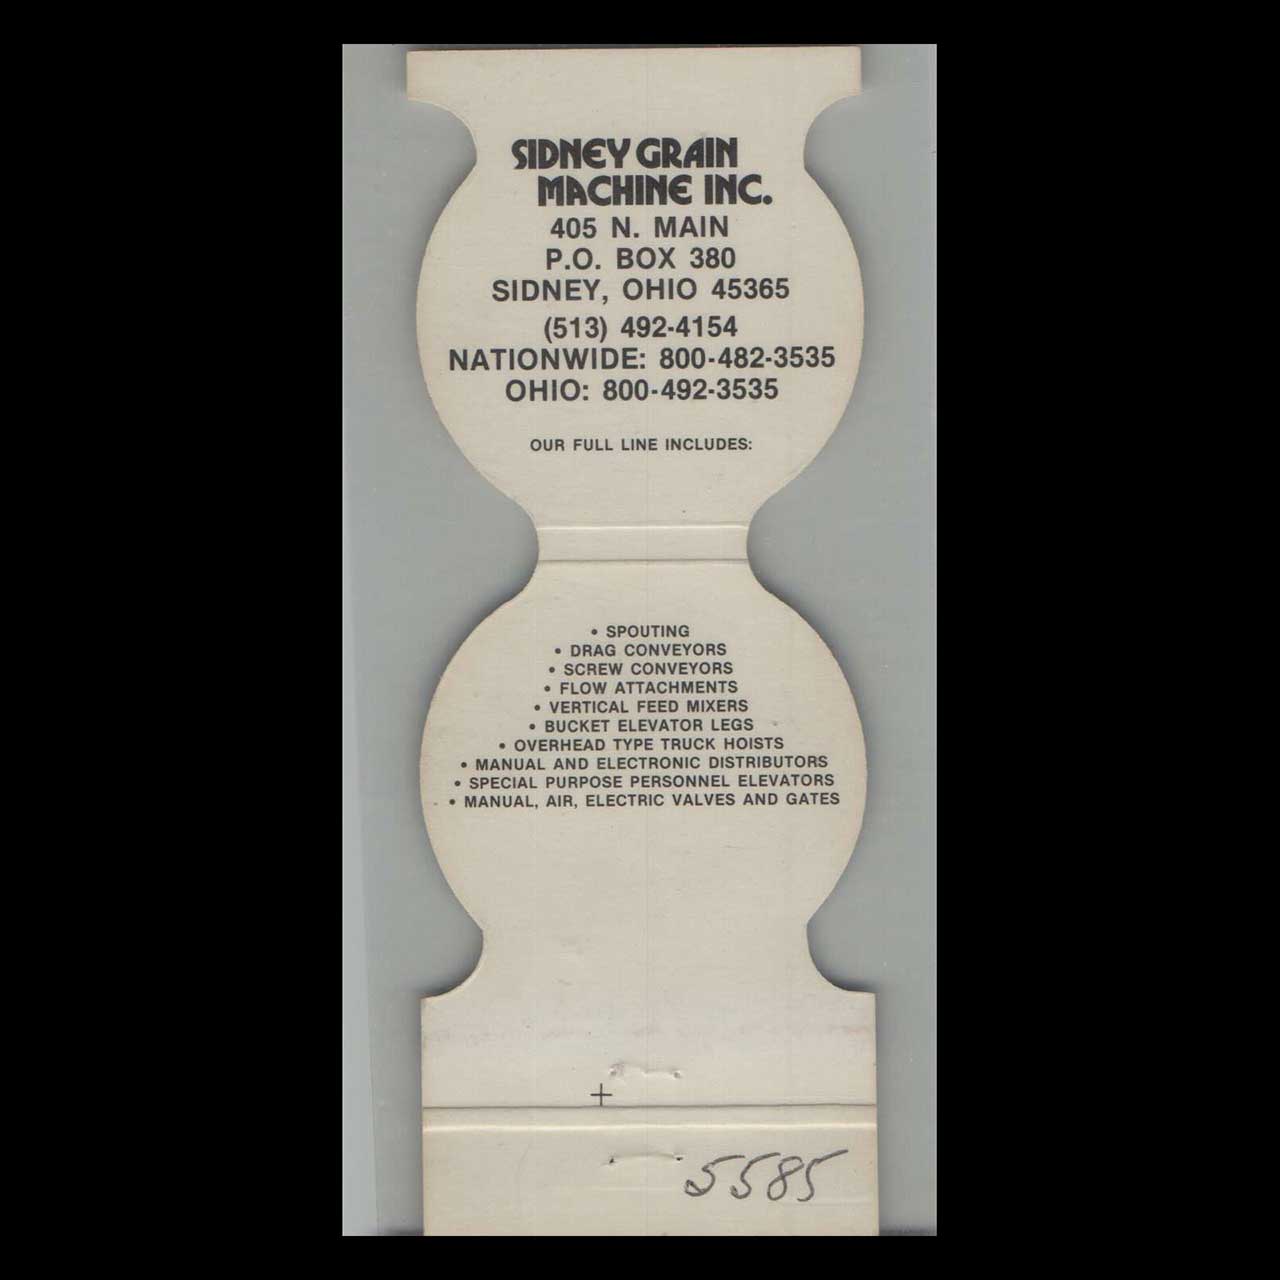 SIDNEY GRAIN
MACHINE INC.
405 N. MAIN
P.O. BOX 380
SIDNEY, OHIO 45365
(513) 492-4154
NATIONWIDE: 800-482-3535
OHIO: 800-492-3535
OUR FULL LINE INCLUDES:
• SPOUTING
• DRAG CONVEYORS
• SCREW CONVEYORS
• FLOW ATTACHMENTS
• VERTICAL FEED MIXERS
• BUCKET ELEVATOR LEGS
• OVERHEAD TYPE TRUCK HOISTS
• MANUAL AND ELECTRONIC DISTRIBUTORS
• SPECIAL PURPOSE PERSONNEL ELEVATORS
• MANUAL, AIR, ELECTRIC VALVES AND GATES
5585